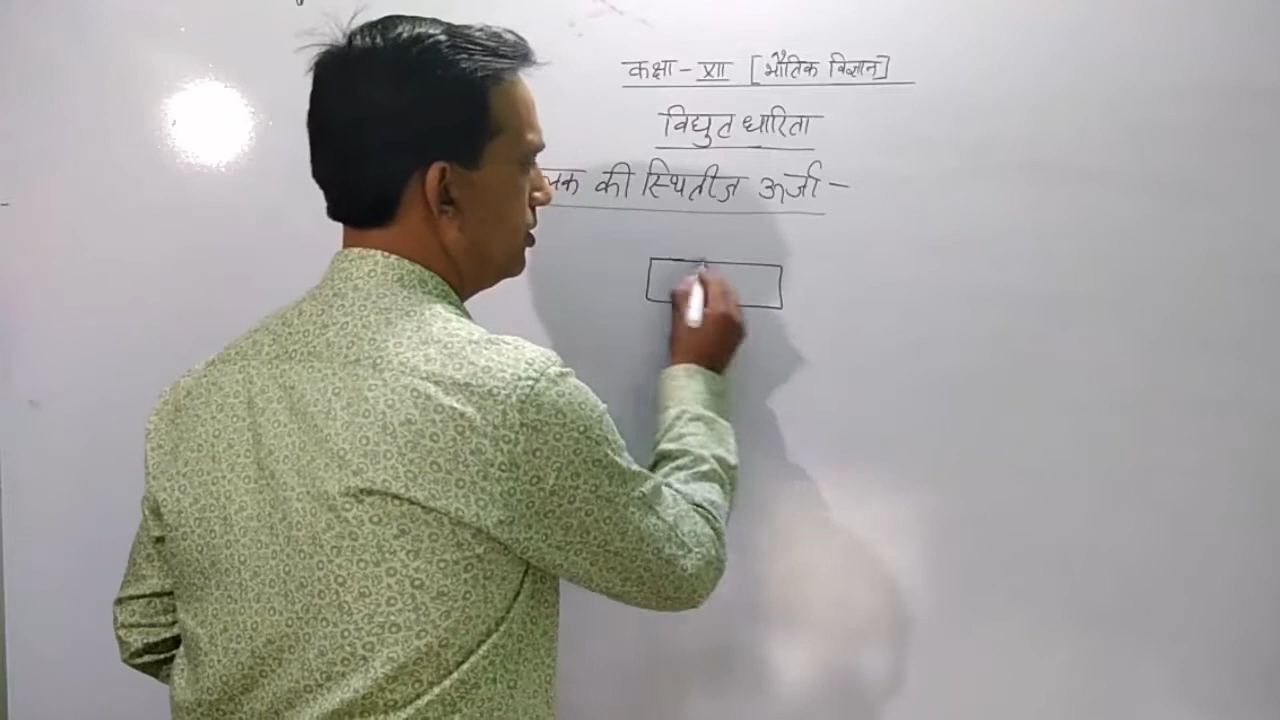 कक्षा - XII [भौतिक विज्ञान]
विद्युत धारिता
की स्थितीज ऊर्जा -